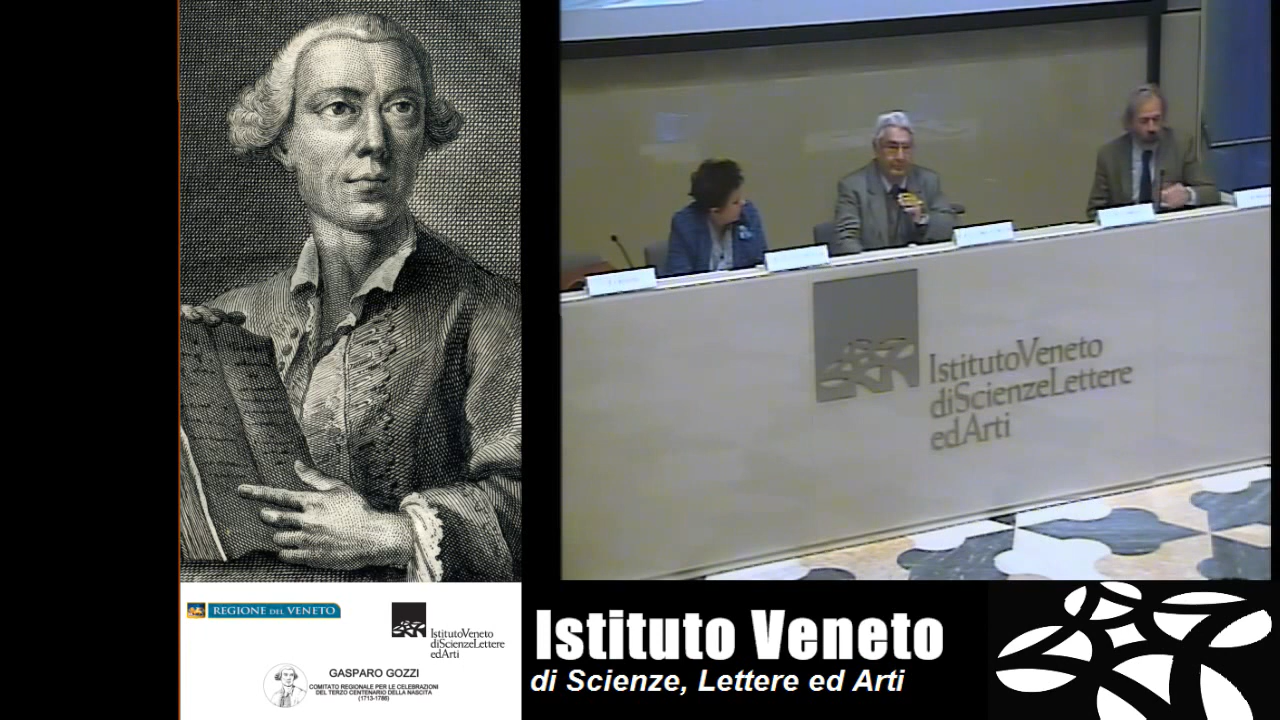 IstitutoVeneto
diScienzeLettere
edArti
REGIONE DEL VENETO
IstitutoVeneto
diScienzeLettere
edArti
GASPARO GOZZI
COMITATO REGIONALE PER LE CELEBRAZIONI
DEL TERZO CENTENARIO DELLA NASCITA
(1713-1786)
Istituto Veneto
di Scienze, Lettere ed Arti